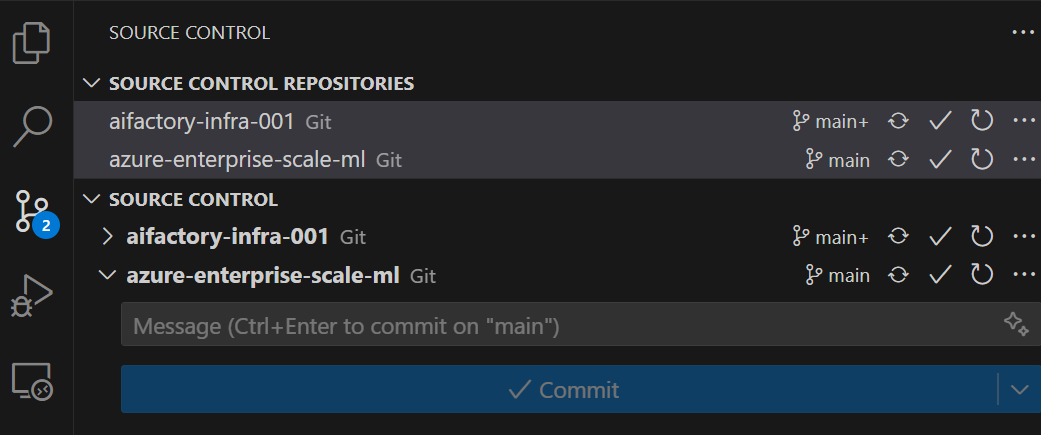 SOURCE CONTROL
SOURCE CONTROL REPOSITORIES
aifactory-infra-001 Git main+
azure-enterprise-scale-ml Git main
SOURCE CONTROL
aifactory-infra-001 Git main+
azure-enterprise-scale-ml Git main
2
Message (Ctrl+Enter to commit on "main")
Commit